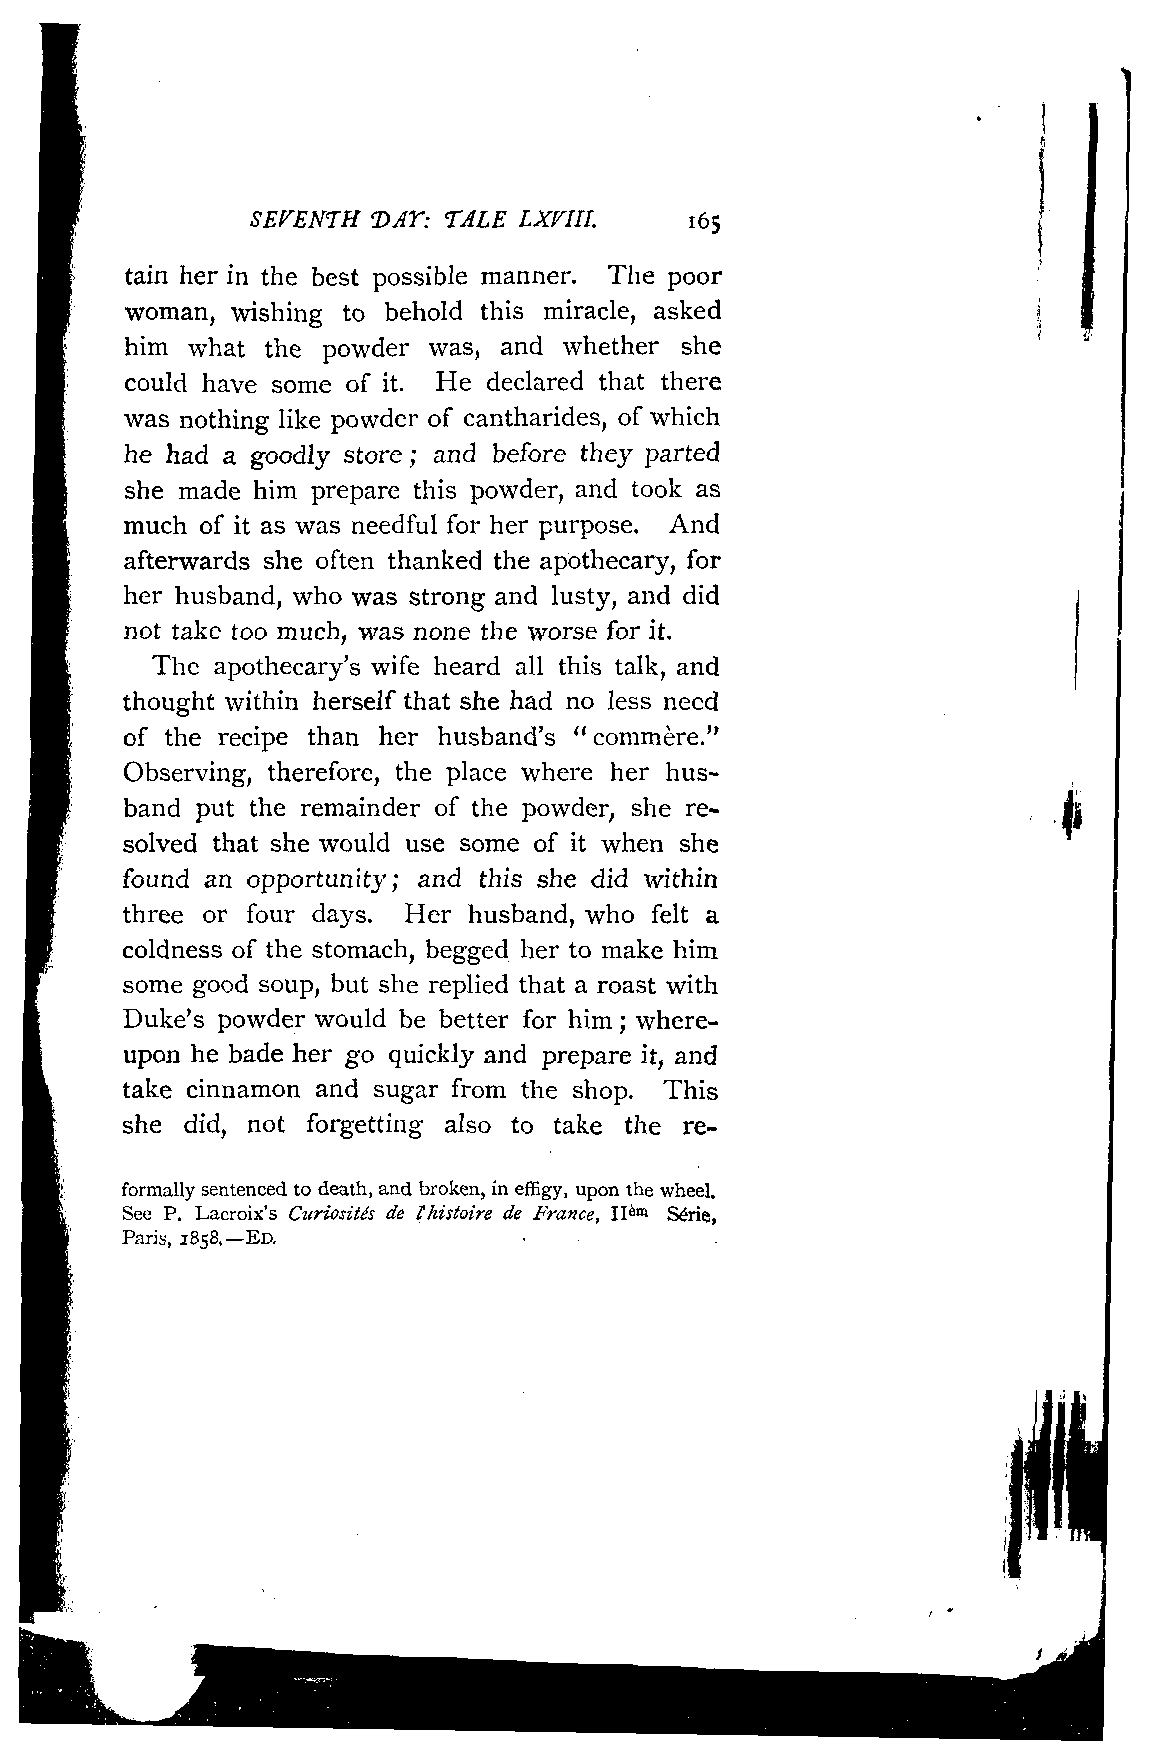 SEVENTH DAY: TALE LXVIII. 165
tain her in the best possible manner. The poor
woman, wishing to behold this miracle, asked
him what the powder was, and whether she
could have some of it. He declared that there
was nothing like powder of cantharides, of which
he had a goodly store; and before they parted
she made him prepare this powder, and took as
much of it as was needful for her purpose. And
afterwards she often thanked the apothecary, for
her husband, who was strong and lusty, and did
not take too much, was none the worse for it.
The apothecary's wife heard all this talk, and
thought within herself that she had no less need
of the recipe than her husband's "commère."
Observing, therefore, the place where her hus-
band put the remainder of the powder, she re-
solved that she would use some of it when she
found an opportunity; and this she did within
three or four days. Her husband, who felt a
coldness of the stomach, begged her to make him
some good soup, but she replied that a roast with
Duke's powder would be better for him; where-
upon he bade her go quickly and prepare it, and
take cinnamon and sugar from the shop. This
she did, not forgetting also to take the re-
formally sentenced to death, and broken, in effigy, upon the wheel.
See P. Lacroix's Curiosités de l'histoire de France, IIèm Série,
Paris, 1858.—ED.